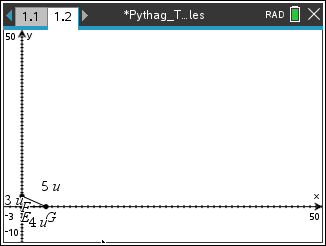 1.1 1.2 *Pythag_T...les RAD
50 y
5 u
3 u F x
-3 E 4 u G 50
-10